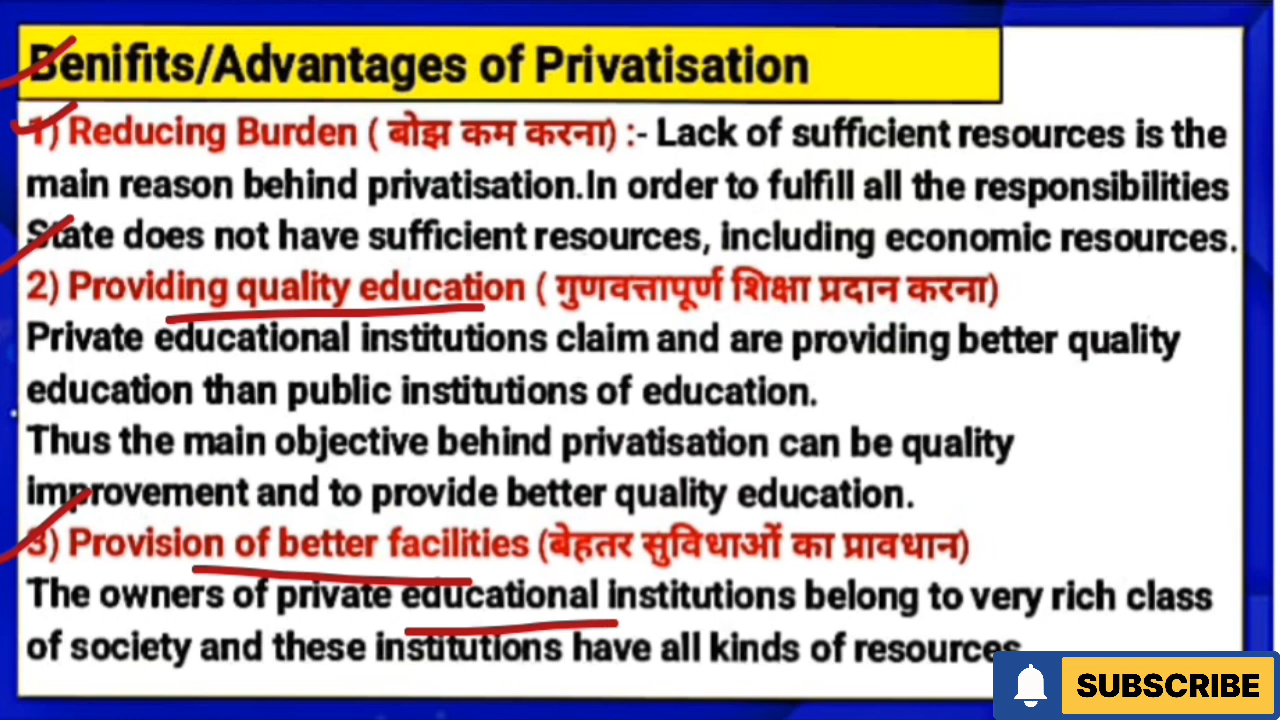 Benifits/Advantages of Privatisation
1) Reducing Burden ( बोझ कम करना) :- Lack of sufficient resources is the
main reason behind privatisation.In order to fulfill all the responsibilities
State does not have sufficient resources, including economic resources.
2) Providing quality education ( गुणवत्तापूर्ण शिक्षा प्रदान करना)
Private educational institutions claim and are providing better quality
education than public institutions of education.
Thus the main objective behind privatisation can be quality
improvement and to provide better quality education.
3) Provision of better facilities (बेहतर सुविधाओं का प्रावधान)
The owners of private educational institutions belong to very rich class
of society and these institutions have all kinds of resources
SUBSCRIBE